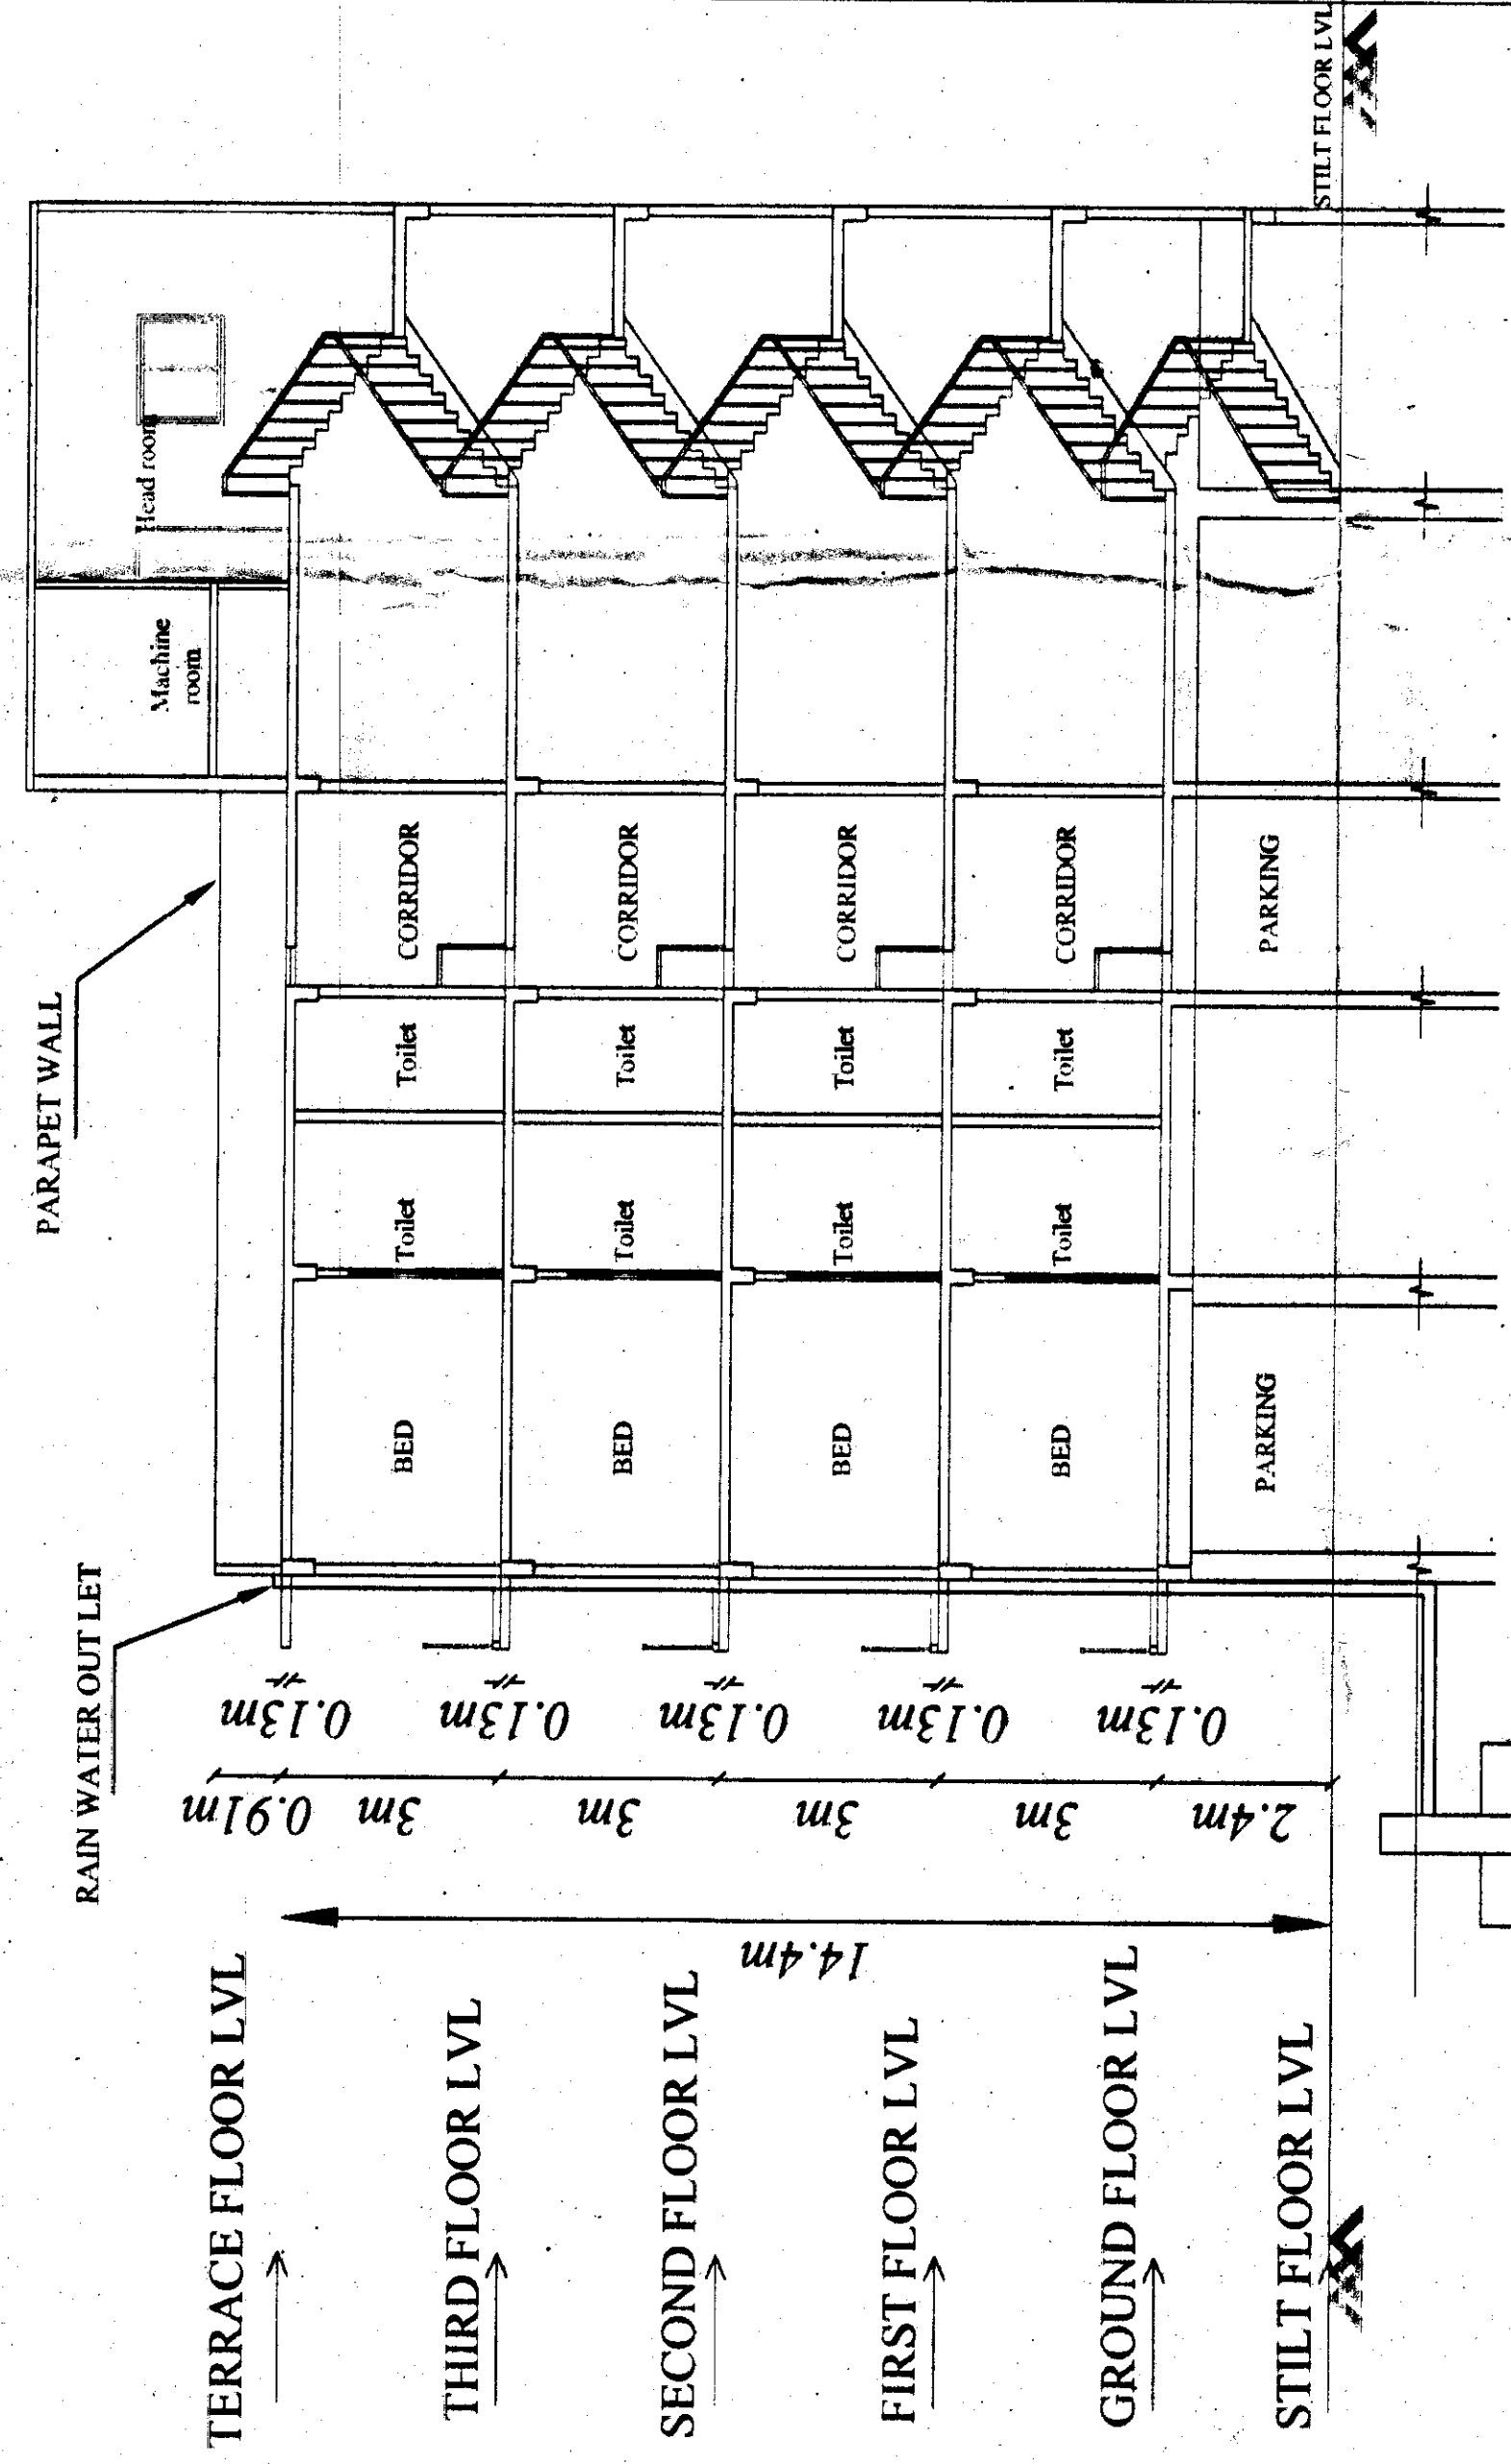 PARAPET WALL
RAIN WATER OUT LET
Head room
Machine
room
TERRACE FLOOR LVL
0.13m
0.91m
3m
BED
Toilet
Toilet
CORRIDOR
THIRD FLOOR LVL
0.13m
3m
BED
Toilet
Toilet
CORRIDOR
SECOND FLOOR LVL
0.13m
3m
BED
Toilet
Toilet
CORRIDOR
14.4m
FIRST FLOOR LVL
0.13m
3m
BED
Toilet
Toilet
CORRIDOR
GROUND FLOOR LVL
0.13m
2.4m
PARKING
PARKING
STILT FLOOR LVL
STILT FLOOR LVL